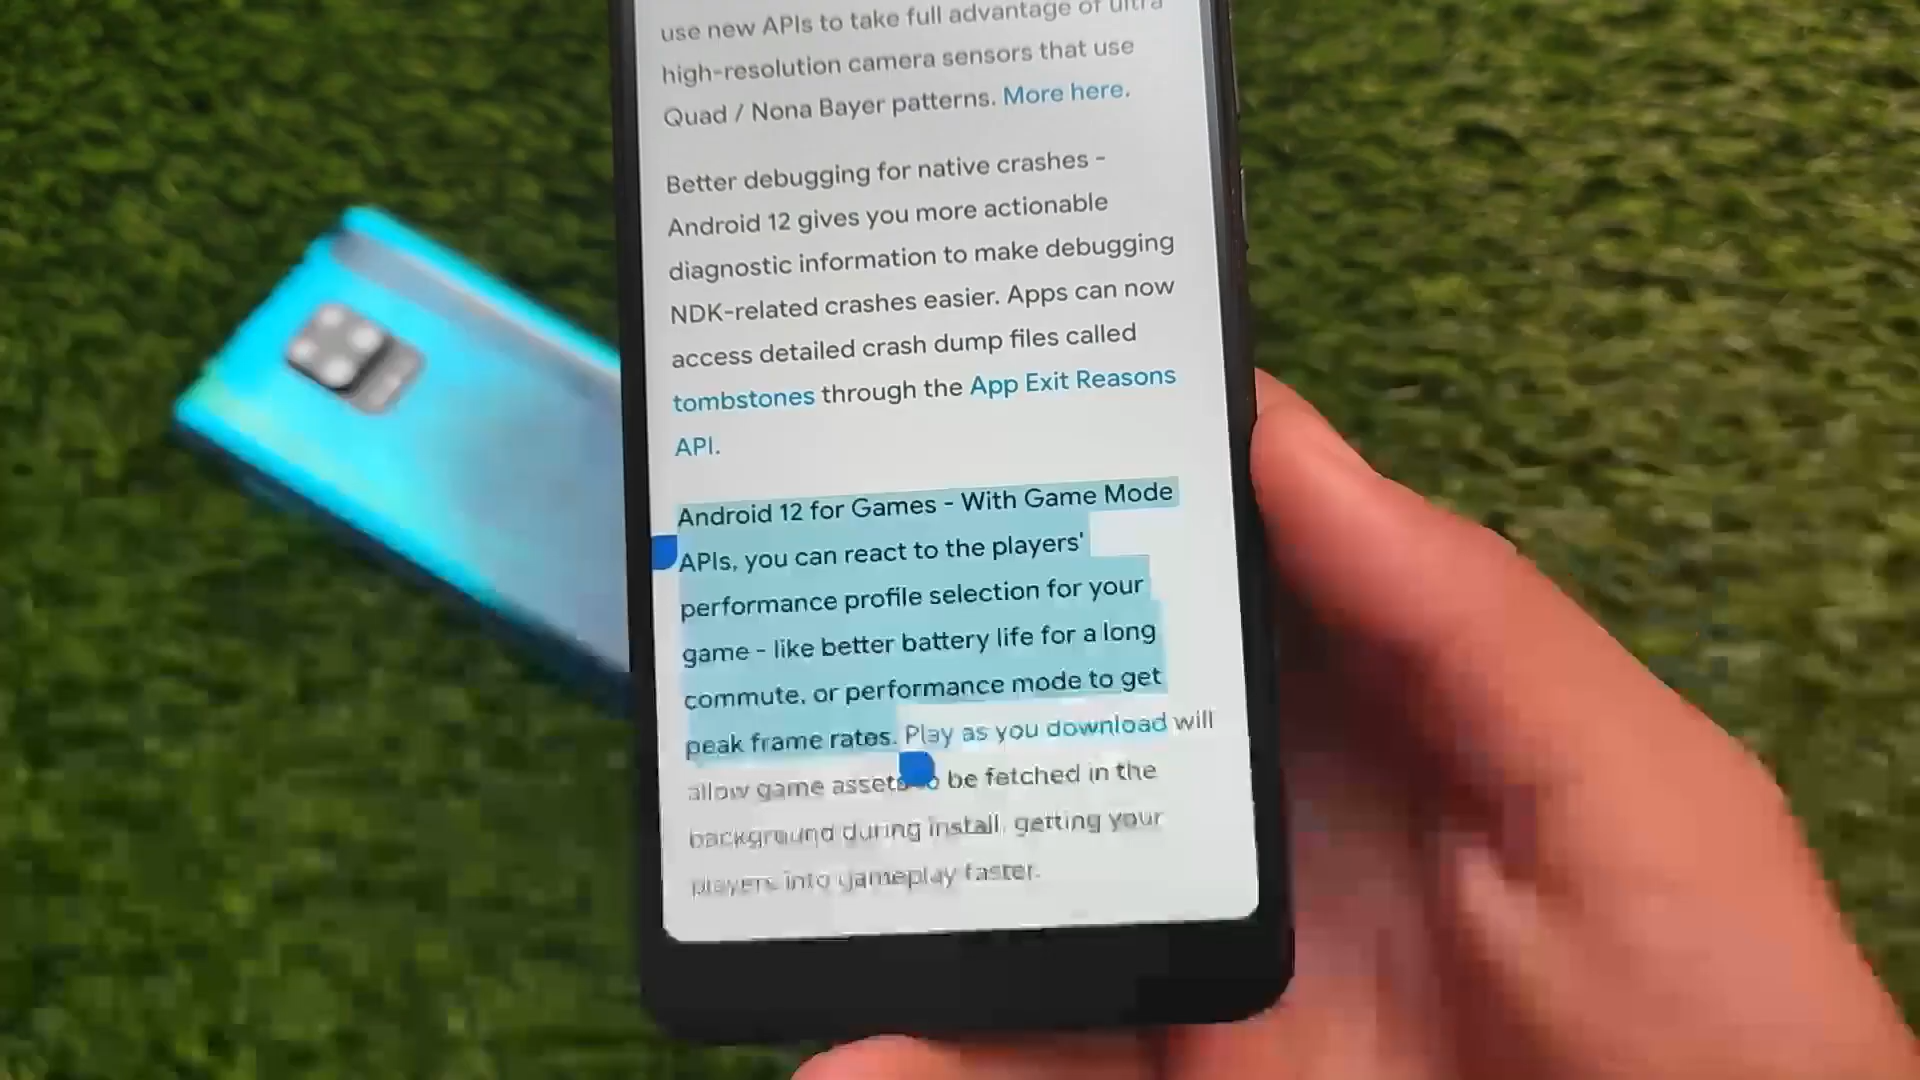 use new APIs to take full advantage of ultra
high-resolution camera sensors that use
Quad / Nona Bayer patterns. More here.
Better debugging for native crashes -
Android 12 gives you more actionable
diagnostic information to make debugging
NDK-related crashes easier. Apps can now
access detailed crash dump files called
tombstones through the App Exit Reasons
API.
Android 12 for Games - With Game Mode
APIs, you can react to the players'
performance profile selection for your
game - like better battery life for a long
commute, or performance mode to get
peak frame rates. Play as you download will
allow game assets to be fetched in the
background during install, getting your
players into gameplay faster.